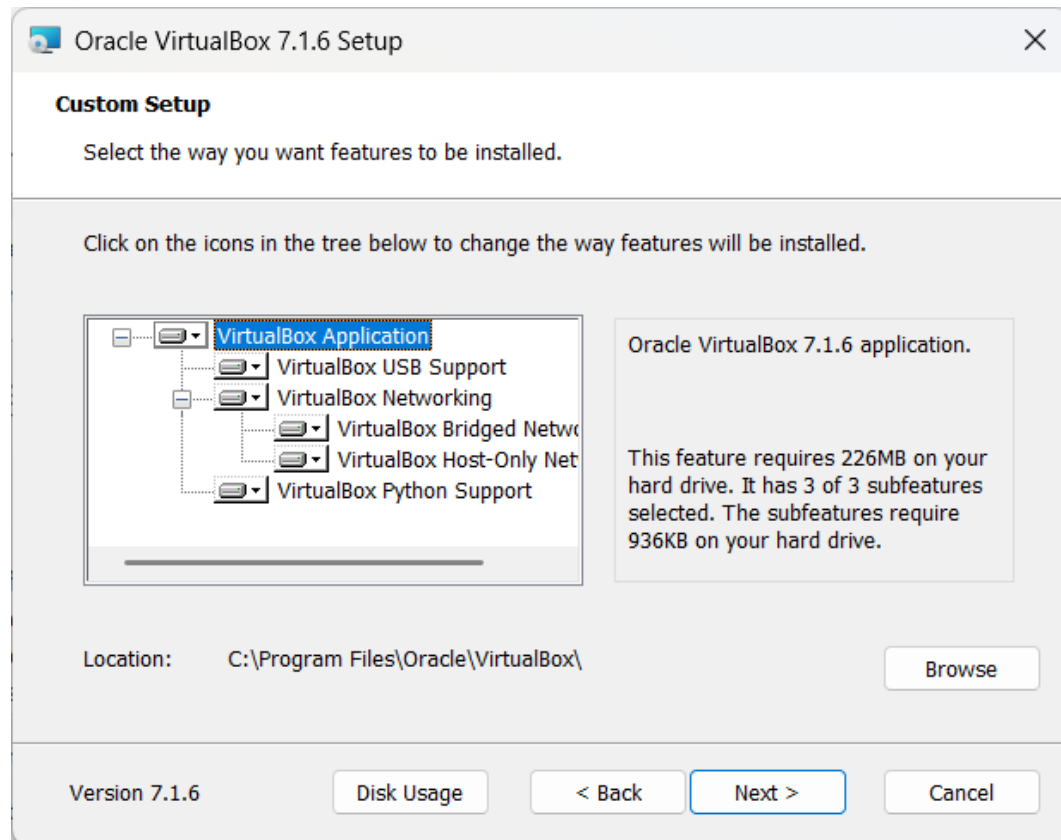 Oracle VirtualBox 7.1.6 Setup
Custom Setup
Select the way you want features to be installed.
Click on the icons in the tree below to change the way features will be installed.
VirtualBox Application
VirtualBox USB Support
VirtualBox Networking
VirtualBox Bridged Netwo
VirtualBox Host-Only Net
VirtualBox Python Support
Oracle VirtualBox 7.1.6 application.
This feature requires 226MB on your
hard drive. It has 3 of 3 subfeatures
selected. The subfeatures require
936KB on your hard drive.
Location: C:\Program Files\Oracle\VirtualBox\
Browse
Version 7.1.6
Disk Usage
< Back
Next >
Cancel